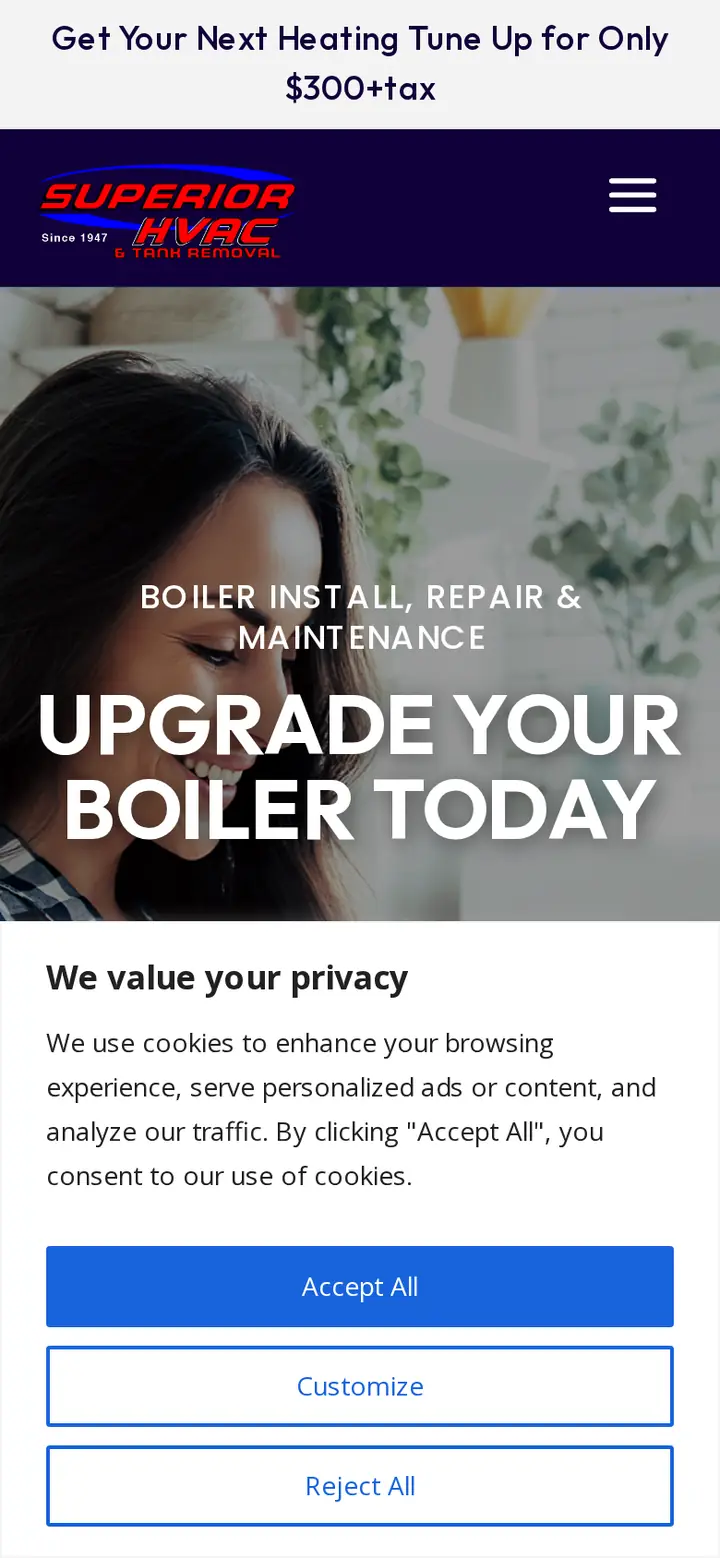 Get Your Next Heating Tune Up for Only
$300+tax
SUPERIOR
HVAC
Since 1947
& TANK REMOVAL
BOILER INSTALL, REPAIR &
MAINTENANCE
UPGRADE YOUR
BOILER TODAY
We value your privacy
We use cookies to enhance your browsing
experience, serve personalized ads or content, and
analyze our traffic. By clicking "Accept All", you
consent to our use of cookies.
Accept All
Customize
Reject All